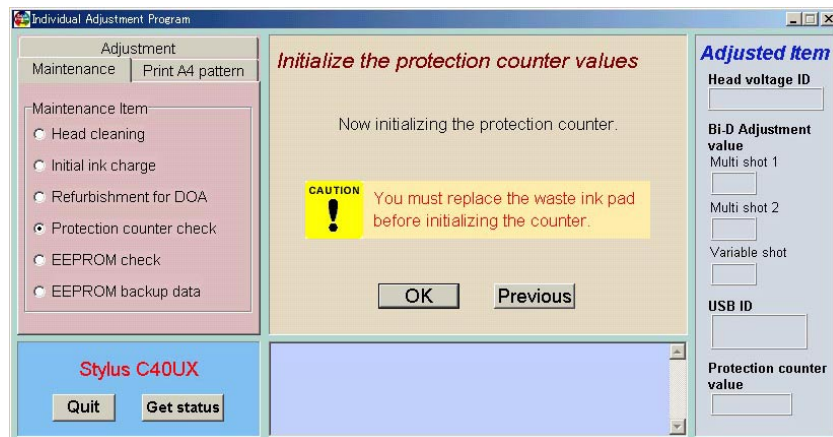 Individual Adjustment Program
Adjustment
Maintenance
Print A4 pattern
Maintenance Item
Head cleaning
Initial ink charge
Refurbishment for DOA
Protection counter check
EEPROM check
EEPROM backup data
Stylus C40UX
Quit
Get status
Initialize the protection counter values
Now initializing the protection counter.
CAUTION
!
You must replace the waste ink pad
before initializing the counter.
OK
Previous
Adjusted Item
Head voltage ID
Bi-D Adjustment
value
Multi shot 1
Multi shot 2
Variable shot
USB ID
Protection counter
value